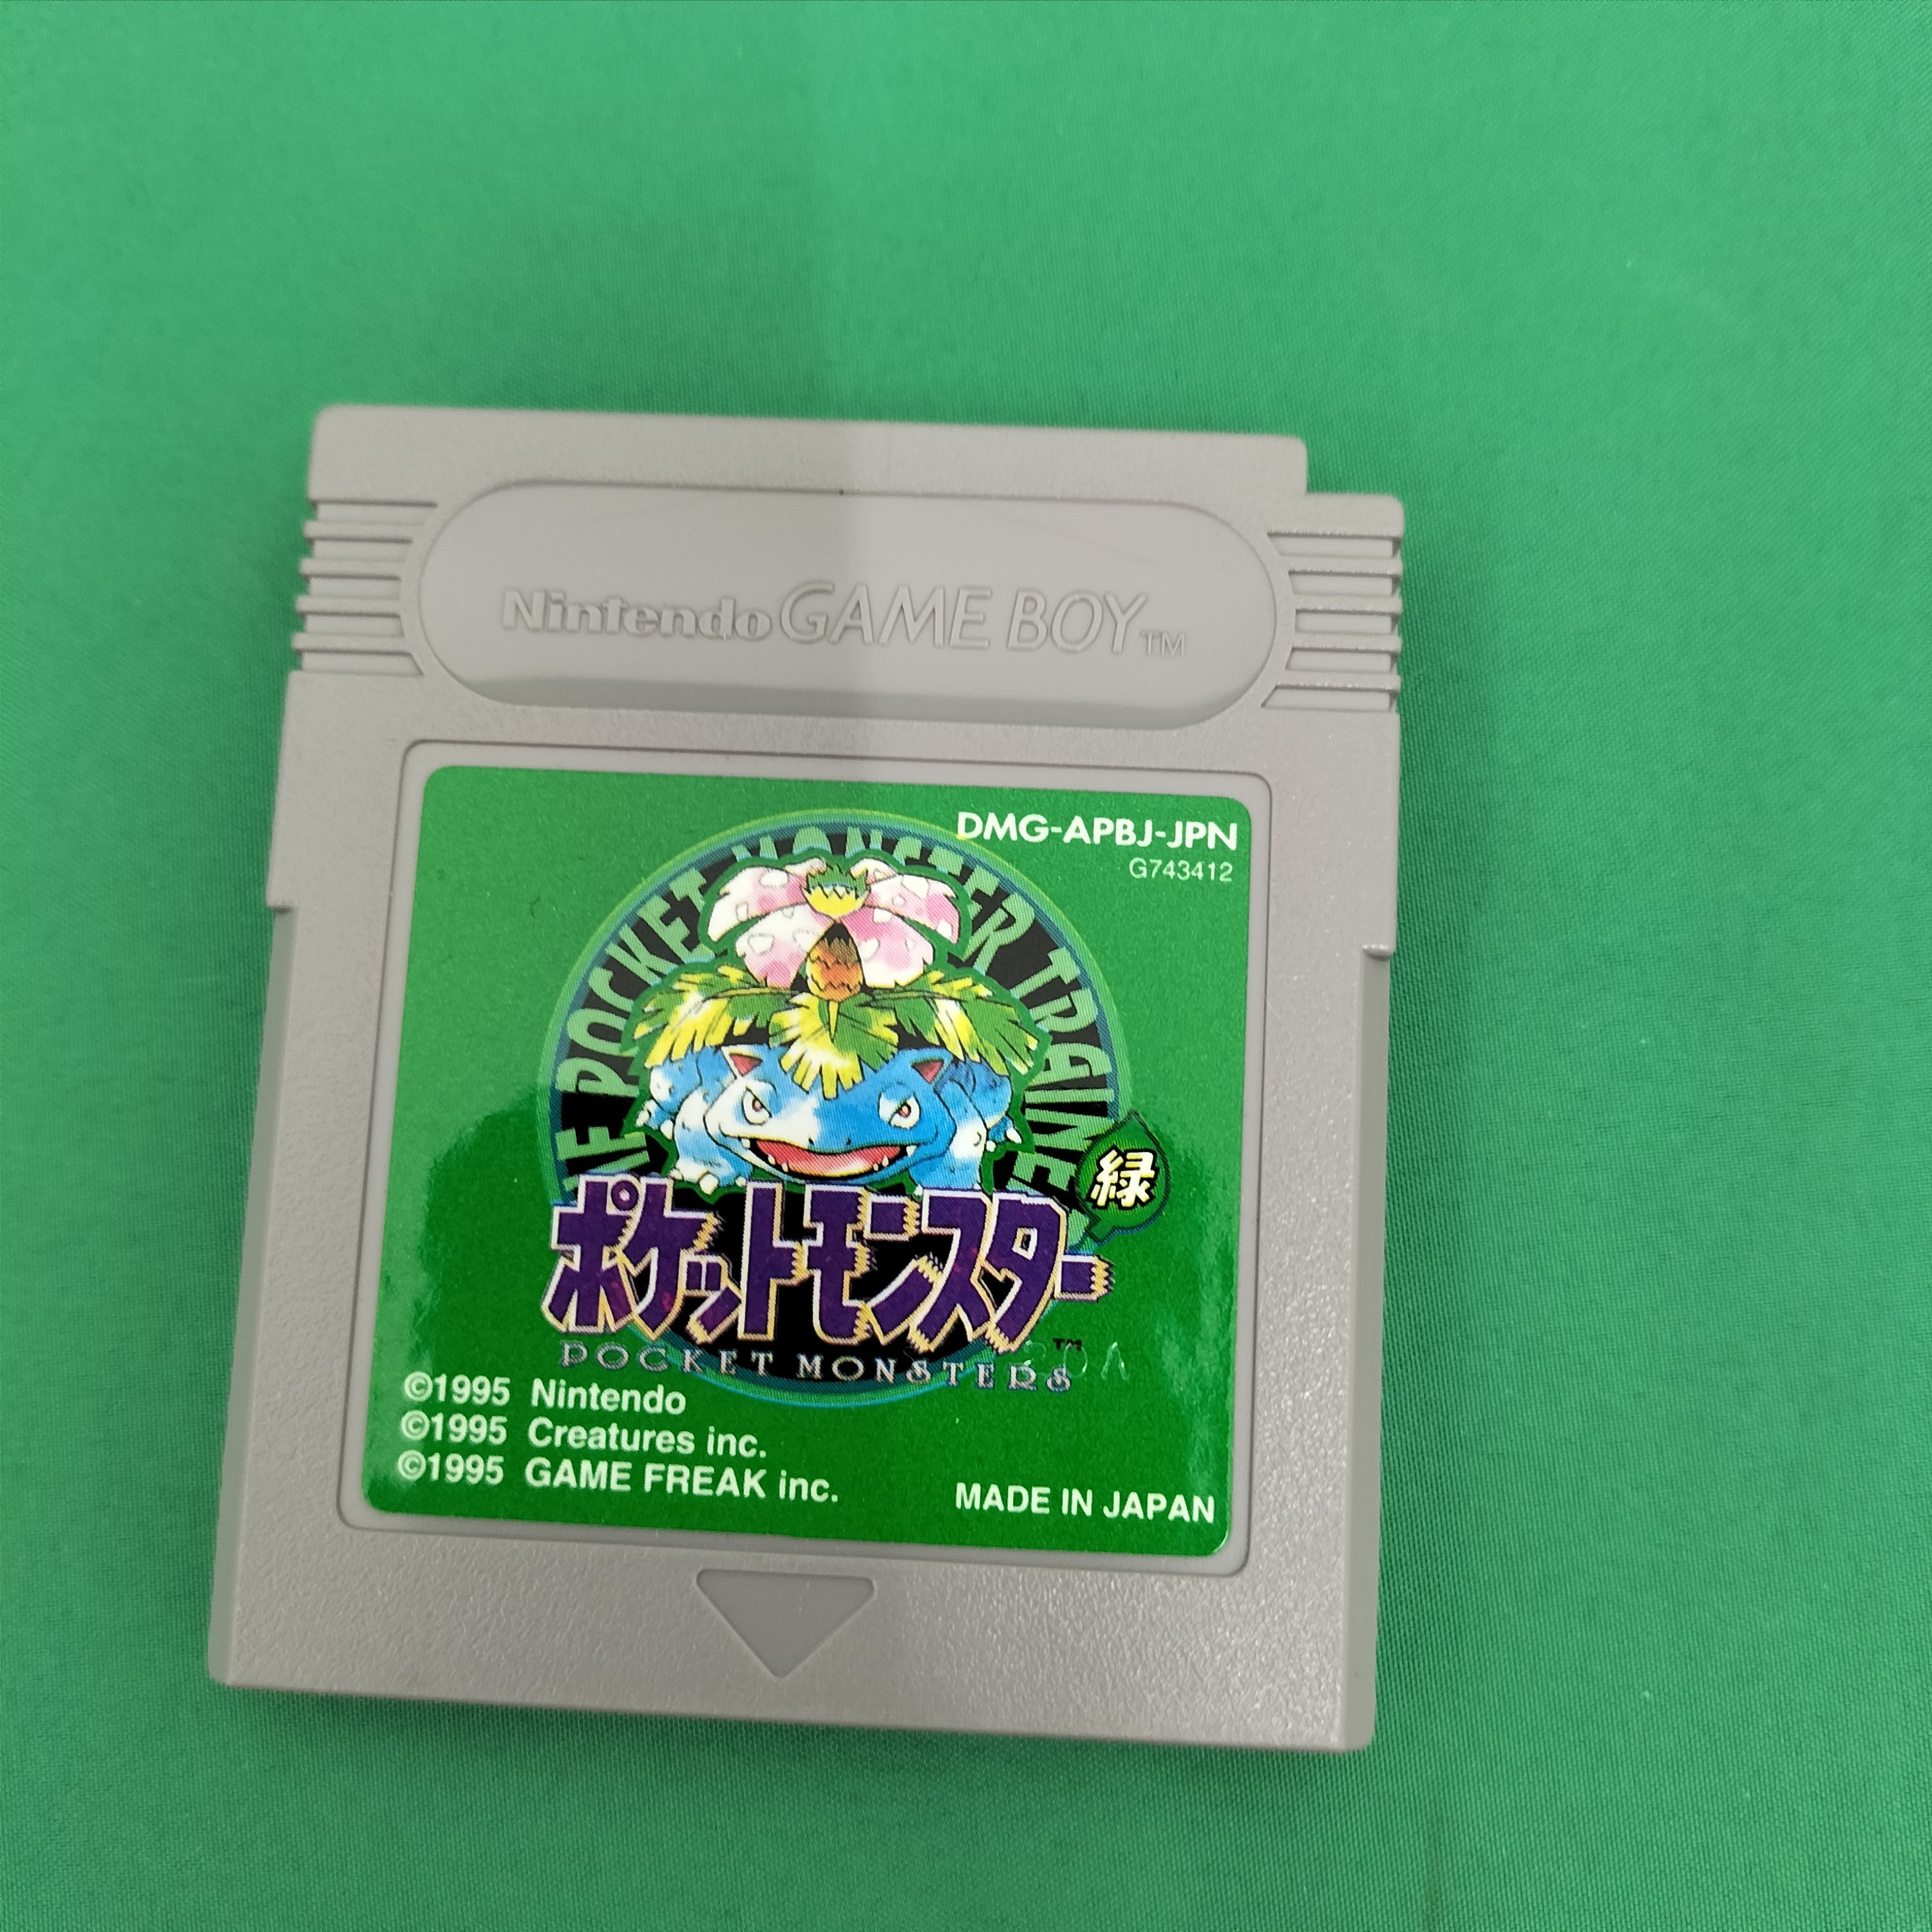 Nintendo GAME BOY™
DMG-APBJ-JPN
G743412
POCKET MONSTER TRAINER
緑
ポケットモンスター
™
POCKET MONSTERS
©1995 Nintendo
©1995 Creatures inc.
©1995 GAME FREAK inc.
MADE IN JAPAN